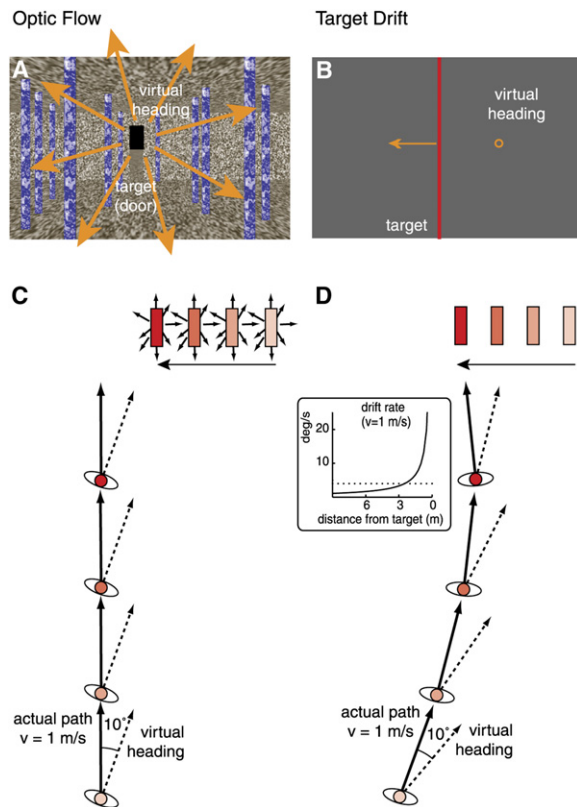 Optic Flow
Target Drift
A
virtual
heading
target
(door)
B
virtual
heading
target
C
D
drift rate
(v=1 m/s)
deg/s
20
10
6
3
0
distance from target (m)
actual path
v = 1 m/s
10°
virtual
heading
actual path
v = 1 m/s
10°
virtual
heading